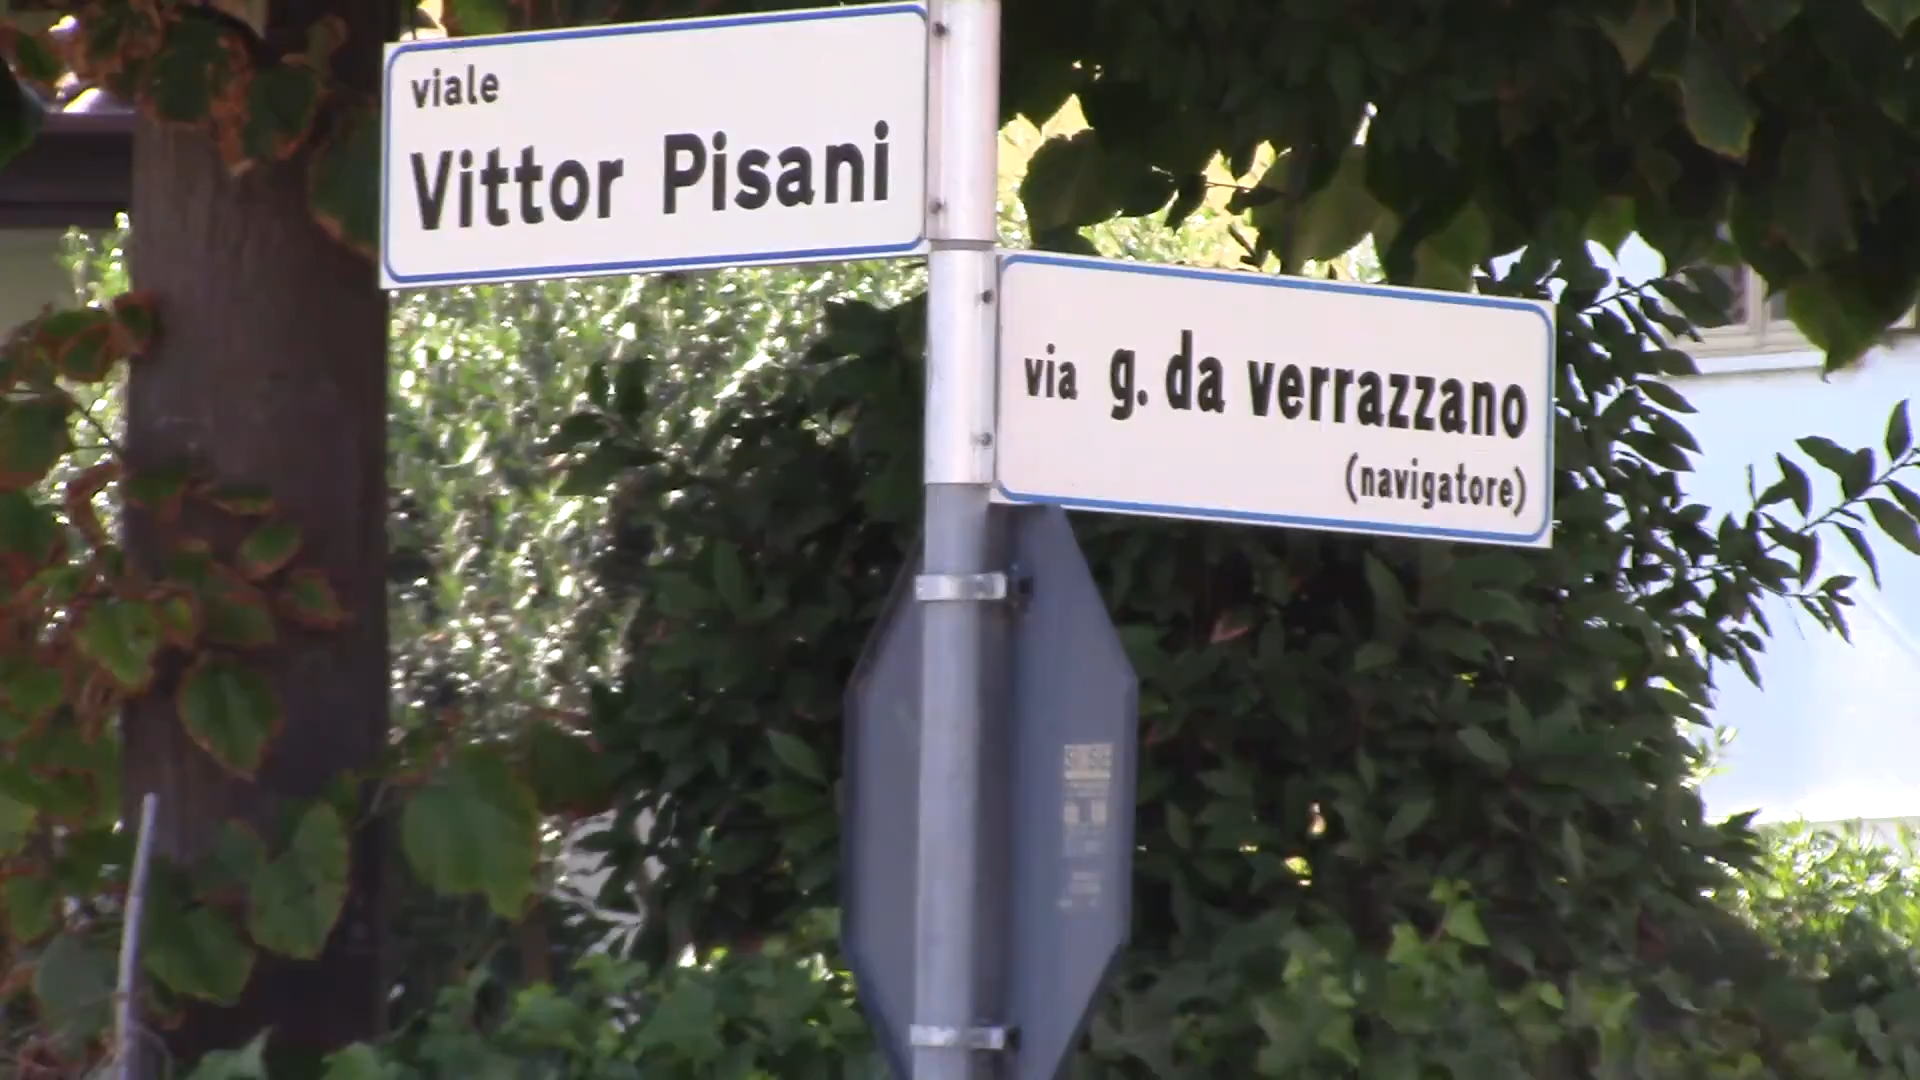 viale
Vittor Pisani
via g. da verrazzano
(navigatore)